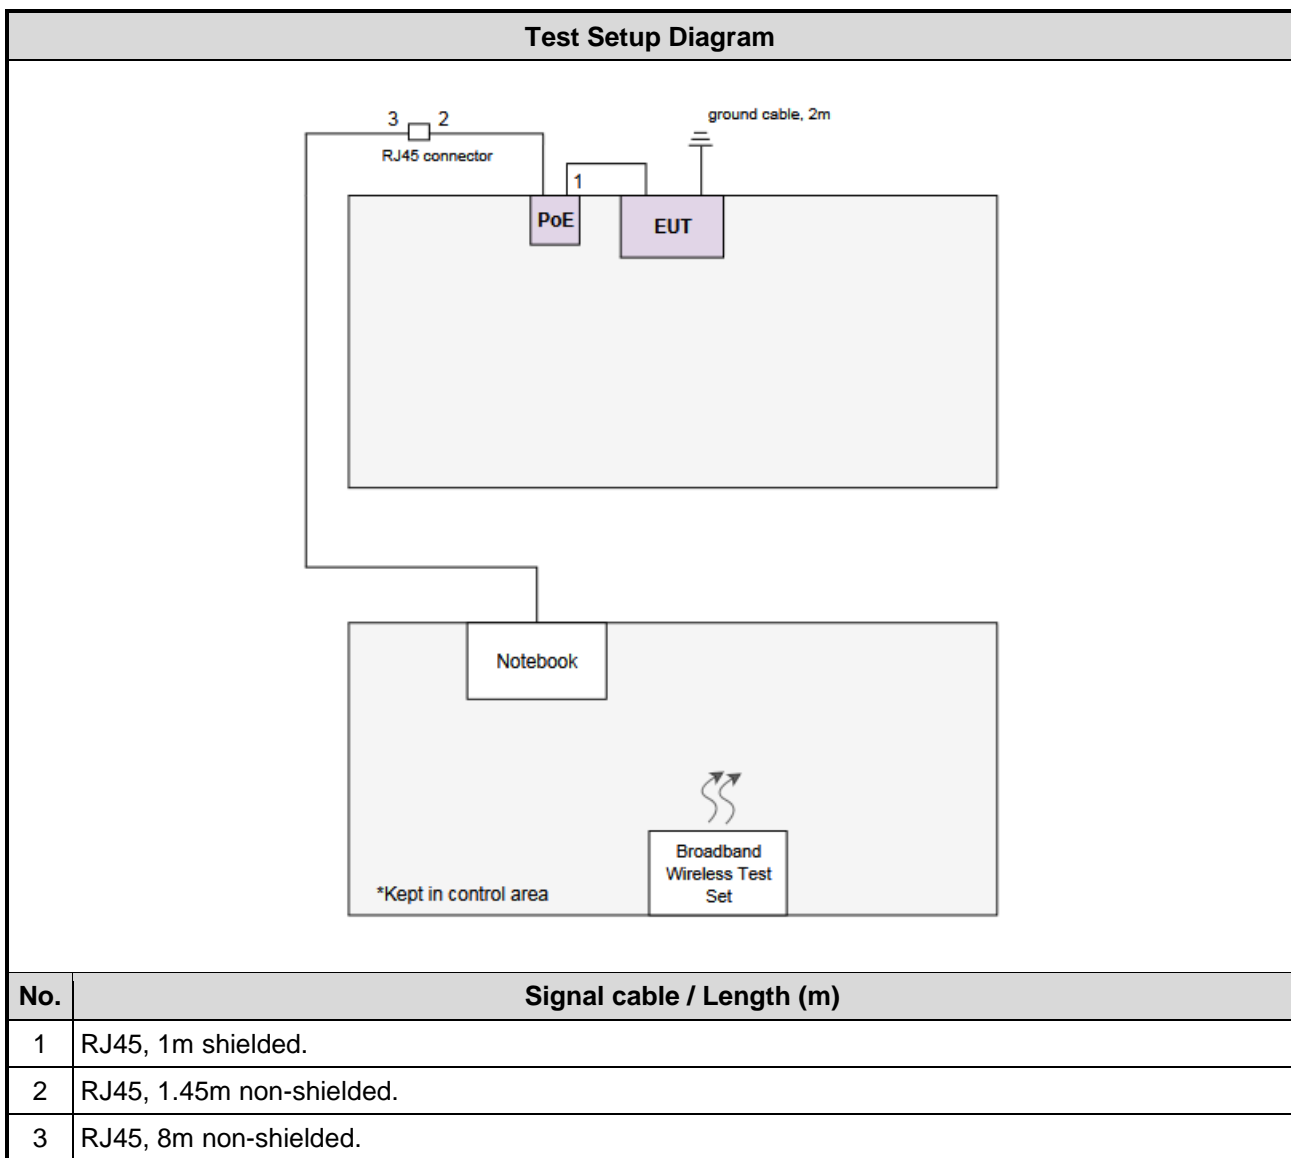 Test Setup Diagram
3 2
RJ45 connector
ground cable, 2m
1
PoE
EUT
Notebook
Broadband
Wireless Test
Set
*Kept in control area
No. Signal cable / Length (m)
1 RJ45, 1m shielded.
2 RJ45, 1.45m non-shielded.
3 RJ45, 8m non-shielded.